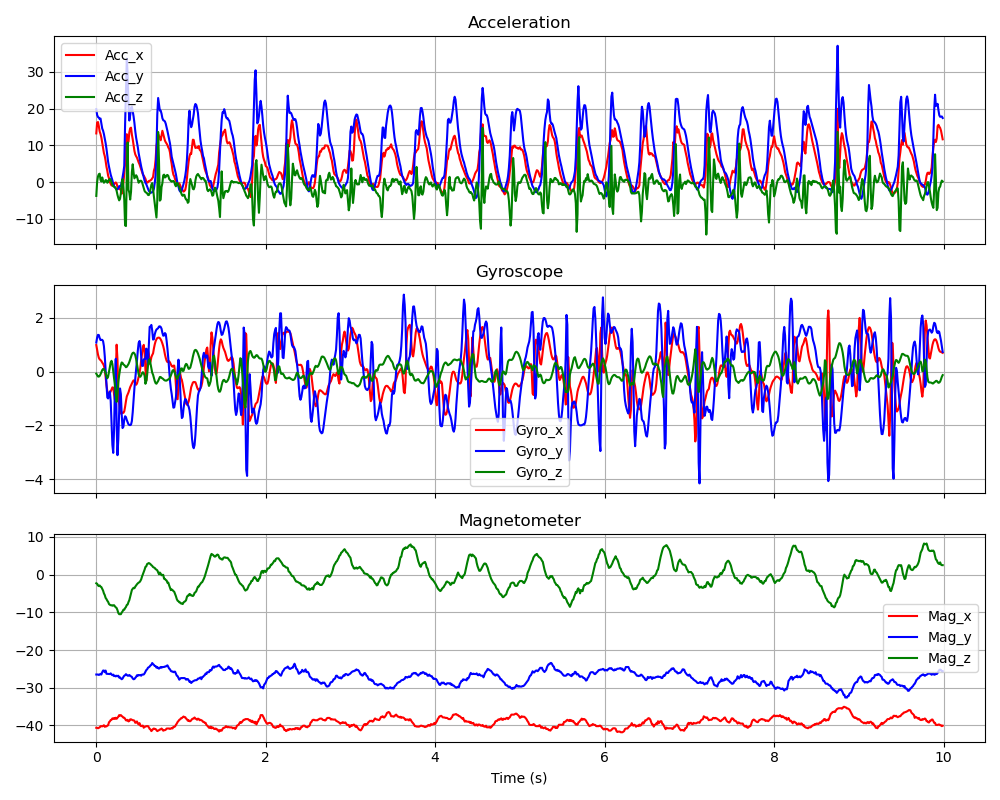 Acceleration
Acc_x
Acc_y
Acc_z
30
20
10
0
−10
Gyroscope
2
0
−2
−4
Gyro_x
Gyro_y
Gyro_z
Magnetometer
10
0
−10
−20
−30
−40
Mag_x
Mag_y
Mag_z
0 2 4 6 8 10
Time (s)